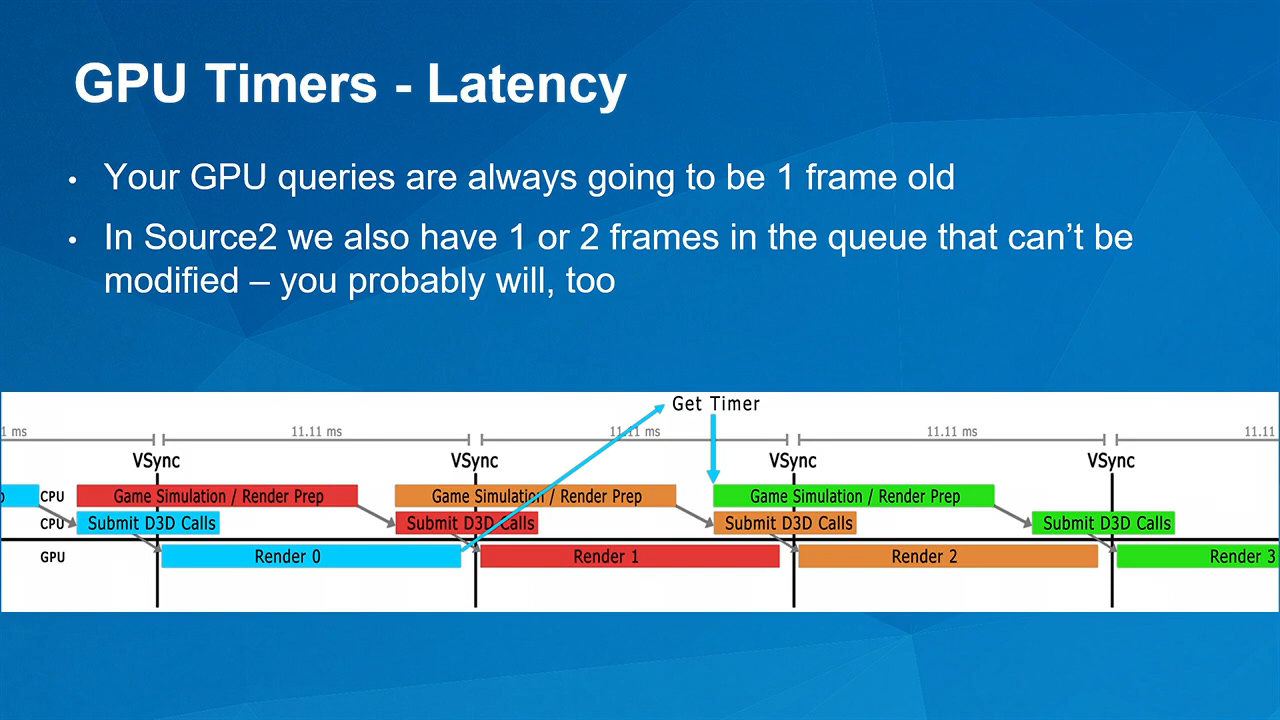 GPU Timers - Latency
• Your GPU queries are always going to be 1 frame old
• In Source2 we also have 1 or 2 frames in the queue that can’t be
modified – you probably will, too
Get Timer
1 ms 11.11 ms 11.11 ms 11.11 ms 11.11
VSync VSync VSync VSync
CPU Game Simulation / Render Prep Game Simulation / Render Prep Game Simulation / Render Prep
CPU Submit D3D Calls Submit D3D Calls Submit D3D Calls Submit D3D Calls
GPU Render 0 Render 1 Render 2 Render 3